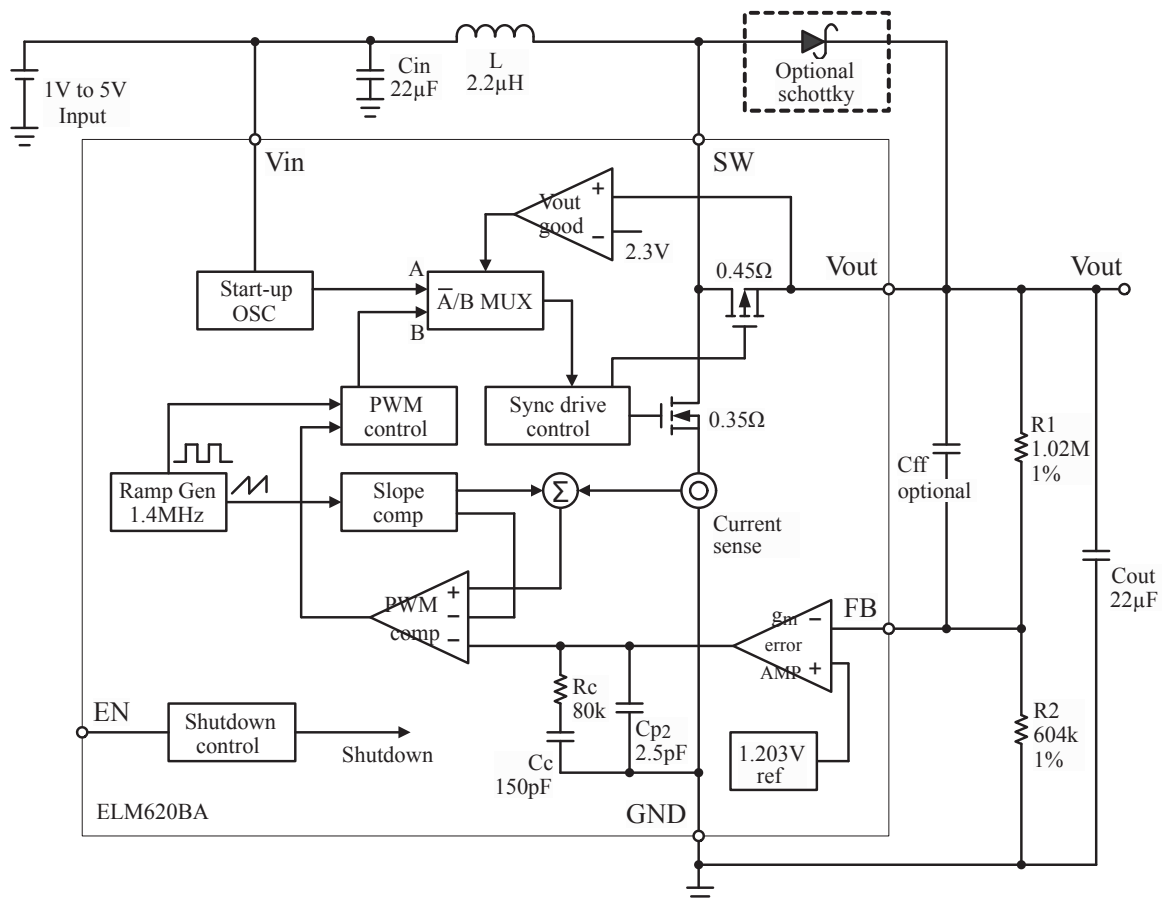 Cin
22µF
L
2.2µH
Optional
schottky
1V to 5V
Input
Vin
SW
Vout
good
+
−
2.3V
0.45Ω
Vout
Vout
Start-up
OSC
A
A̅/B MUX
B
PWM
control
Sync drive
control
0.35Ω
R1
1.02M
1%
Cff
optional
Ramp Gen
1.4MHz
Slope
comp
Σ
Current
sense
Cout
22µF
PWM
comp
+
−
−
gm
error
AMP
−
+
FB
Rc
80k
Cp2
2.5pF
Cc
150pF
1.203V
ref
R2
604k
1%
EN
Shutdown
control
Shutdown
GND
ELM620BA